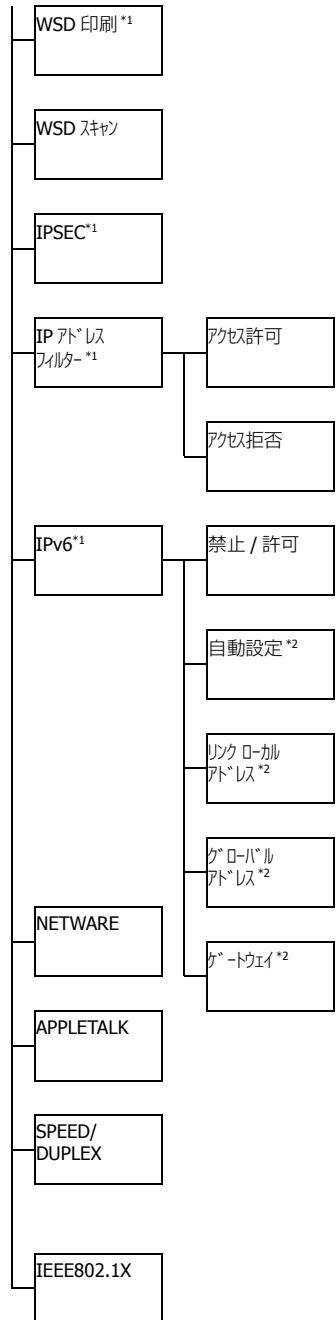 WSD 印刷*1
WSD スキャン
IPSEC*1
IP アドレス
フィルター*1
アクセス許可
アクセス拒否
IPv6*1
禁止 / 許可
自動設定*2
リンク ローカル
アドレス*2
グローバル
アドレス*2
ゲートウェイ*2
NETWARE
APPLETALK
SPEED/
DUPLEX
IEEE802.1X